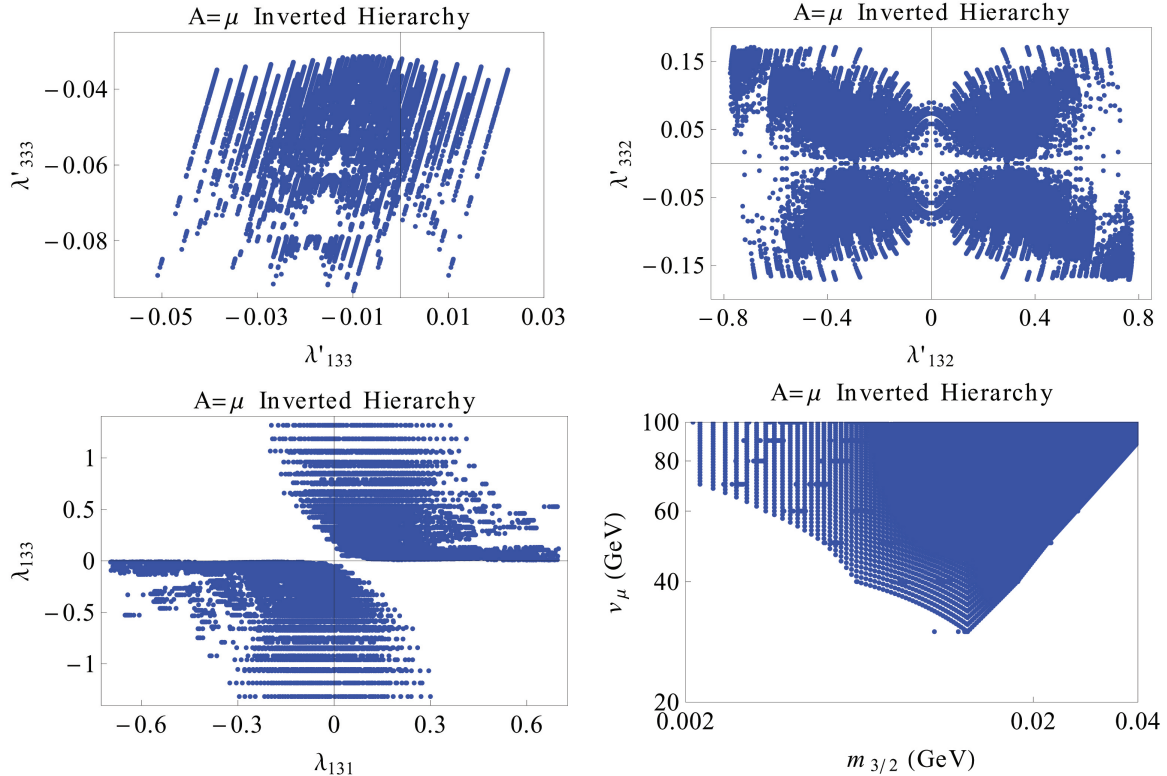 A=μ Inverted Hierarchy
−0.04
−0.06
−0.08
λ'333
−0.05
−0.03
−0.01
0.01
0.03
λ'133
A=μ Inverted Hierarchy
0.15
0.05
−0.05
−0.15
λ'332
−0.8
−0.4
0
0.4
0.8
λ'132
A=μ Inverted Hierarchy
1
0.5
0
−0.5
−1
λ133
−0.6
−0.3
0
0.3
0.6
λ131
A=μ Inverted Hierarchy
100
80
60
40
20
vμ (GeV)
0.002
0.02
0.04
m3/2 (GeV)